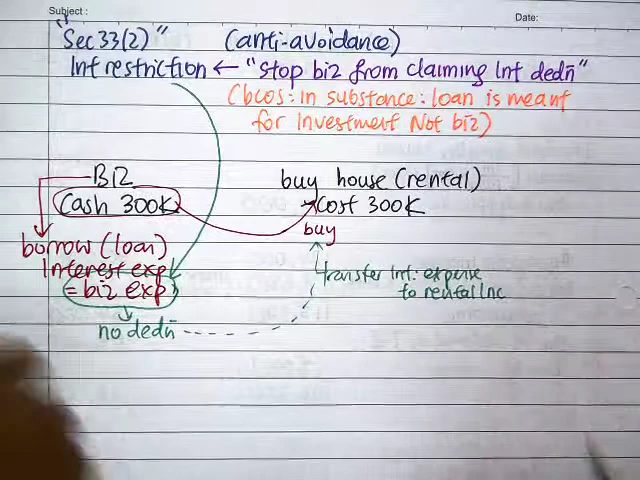 Subject :
Date:
"Sec 33(2)" (anti-avoidance)
Int restriction ← "Stop biz from claiming Int dedn̄"
(bcos: in substance: loan is meant
for Investment Not biz)
Biz
buy house (rental)
Cash 300K
Cost 300K
buy
borrow (loan)
Interest exp
= biz exp
transfer Int: expense
to rental Inc
no dedn̄